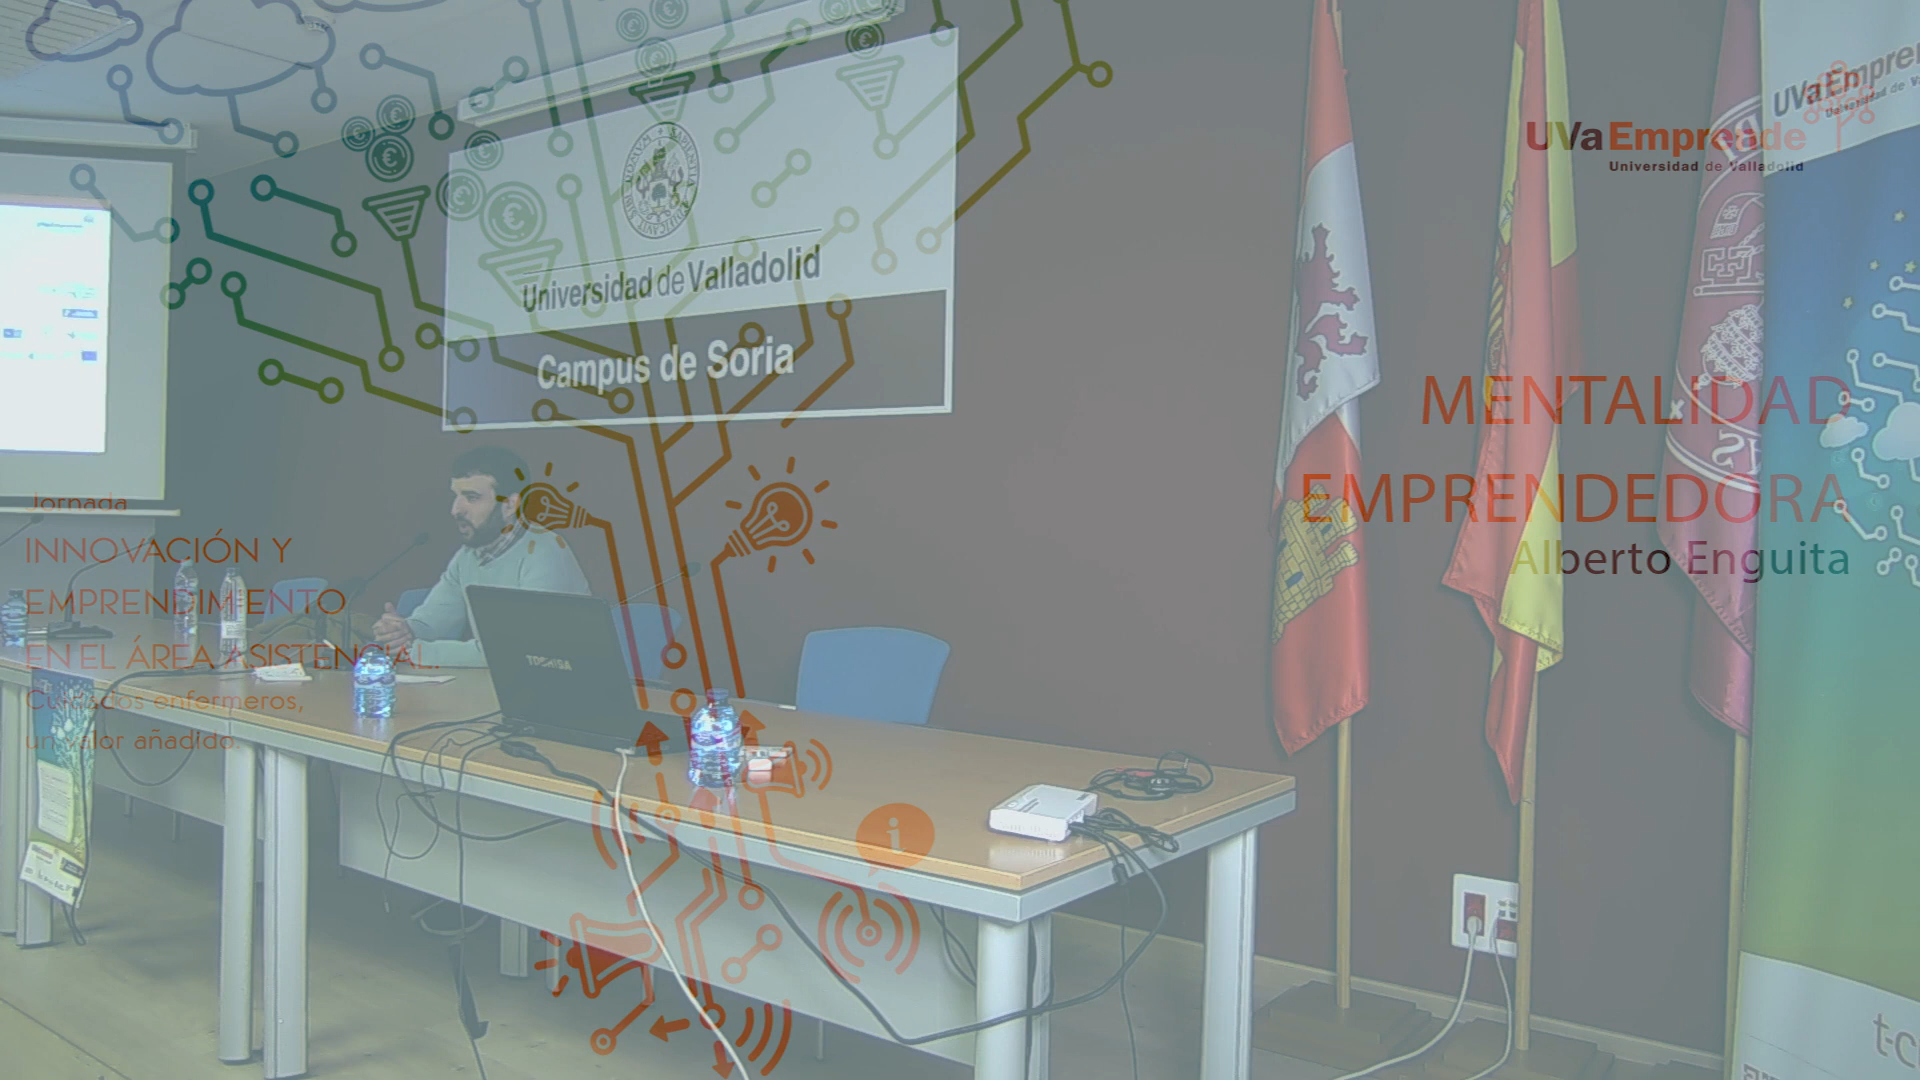 UVaEmprende
Universidad de Valladolid
Universidad de Valladolid
Campus de Soria
MENTALIDAD
EMPRENDEDORA
Alberto Enguita
Jornada
INNOVACIÓN Y
EMPRENDIMIENTO
EN EL ÁREA ASISTENCIAL.
Cuidados enfermeros,
un valor añadido.
TOSHIBA
i